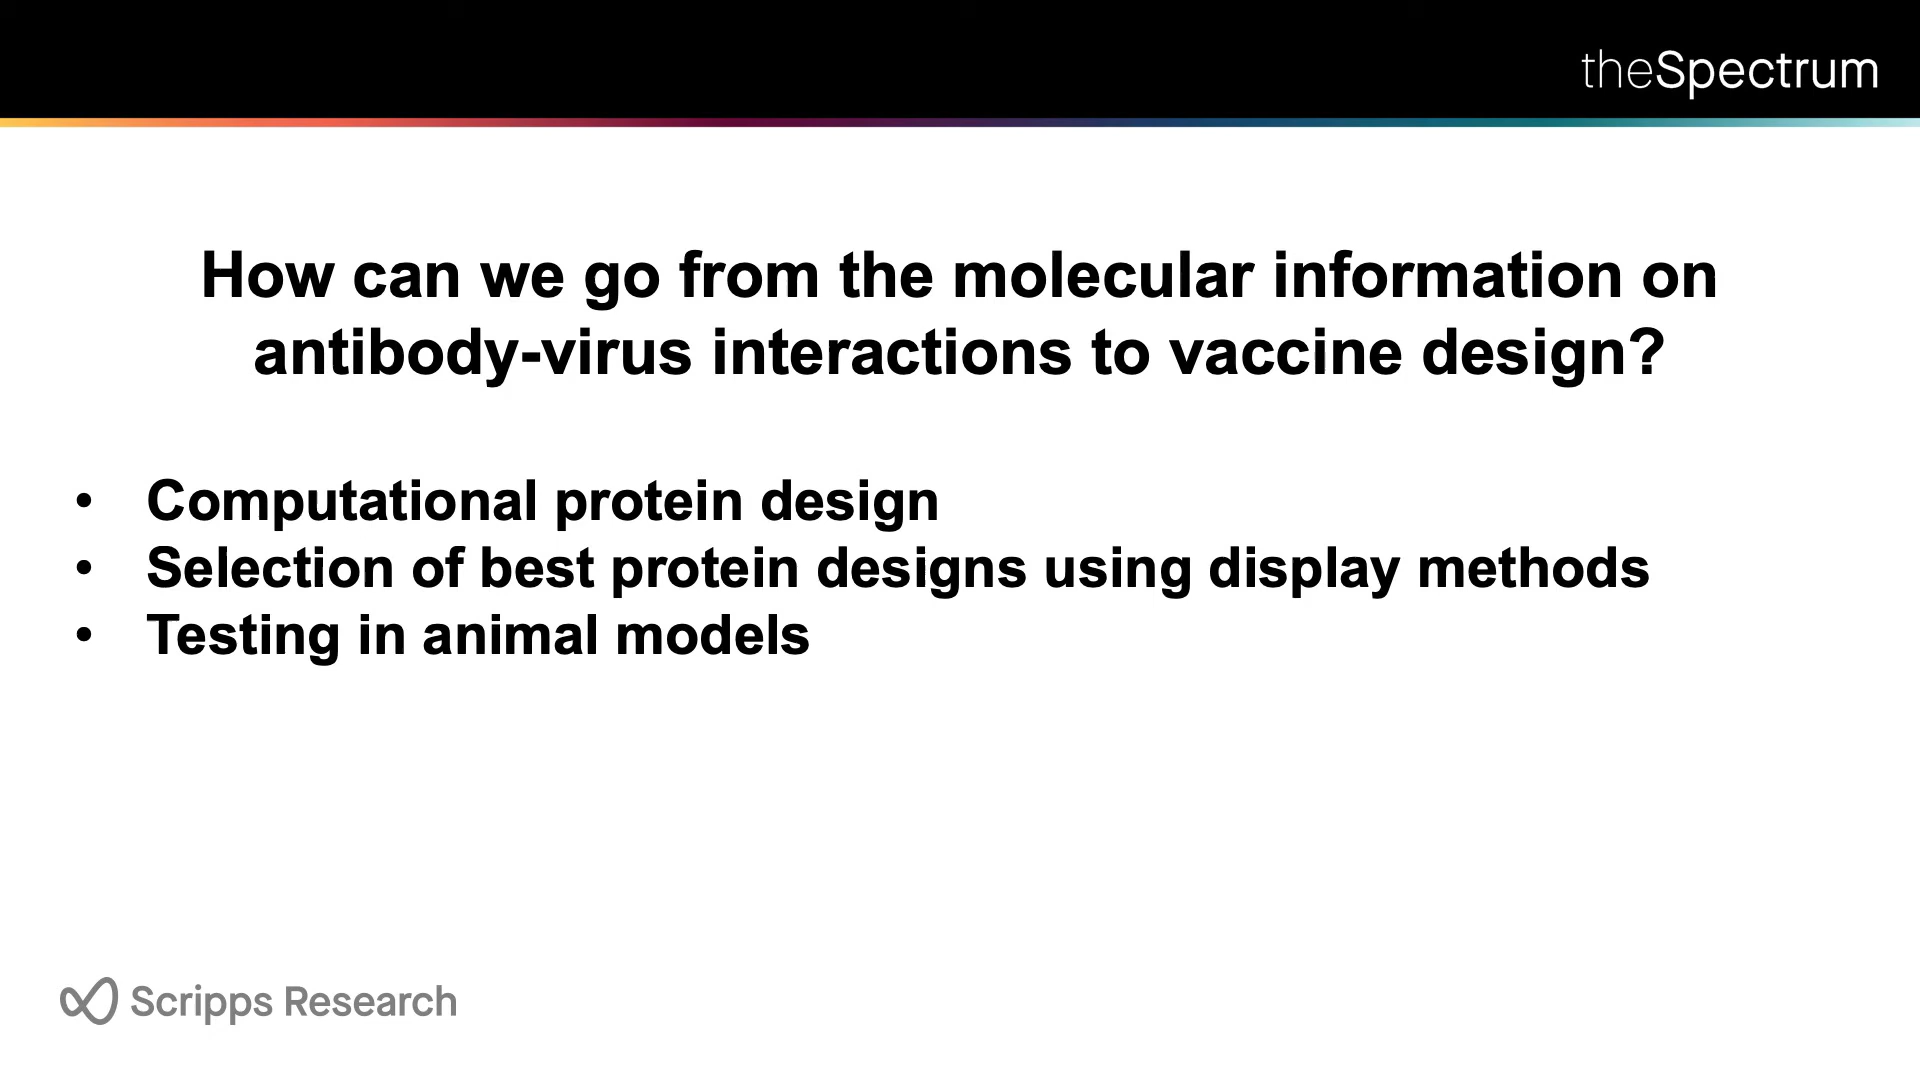 theSpectrum
How can we go from the molecular information on
antibody-virus interactions to vaccine design?
• Computational protein design
• Selection of best protein designs using display methods
• Testing in animal models
Scripps Research